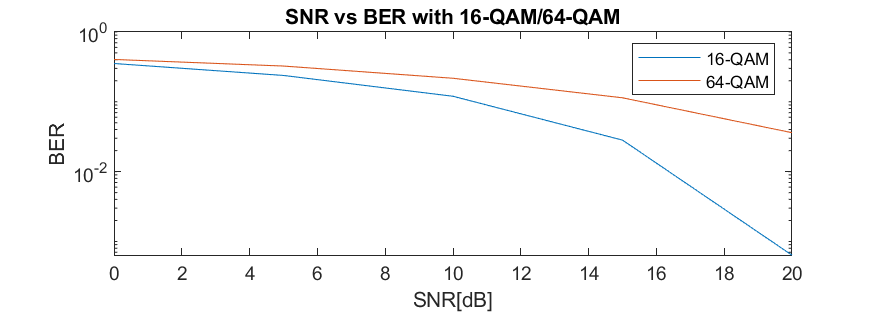 SNR vs BER with 16-QAM/64-QAM
10^0
16-QAM
64-QAM
BER
10^-2
0 2 4 6 8 10 12 14 16 18 20
SNR[dB]